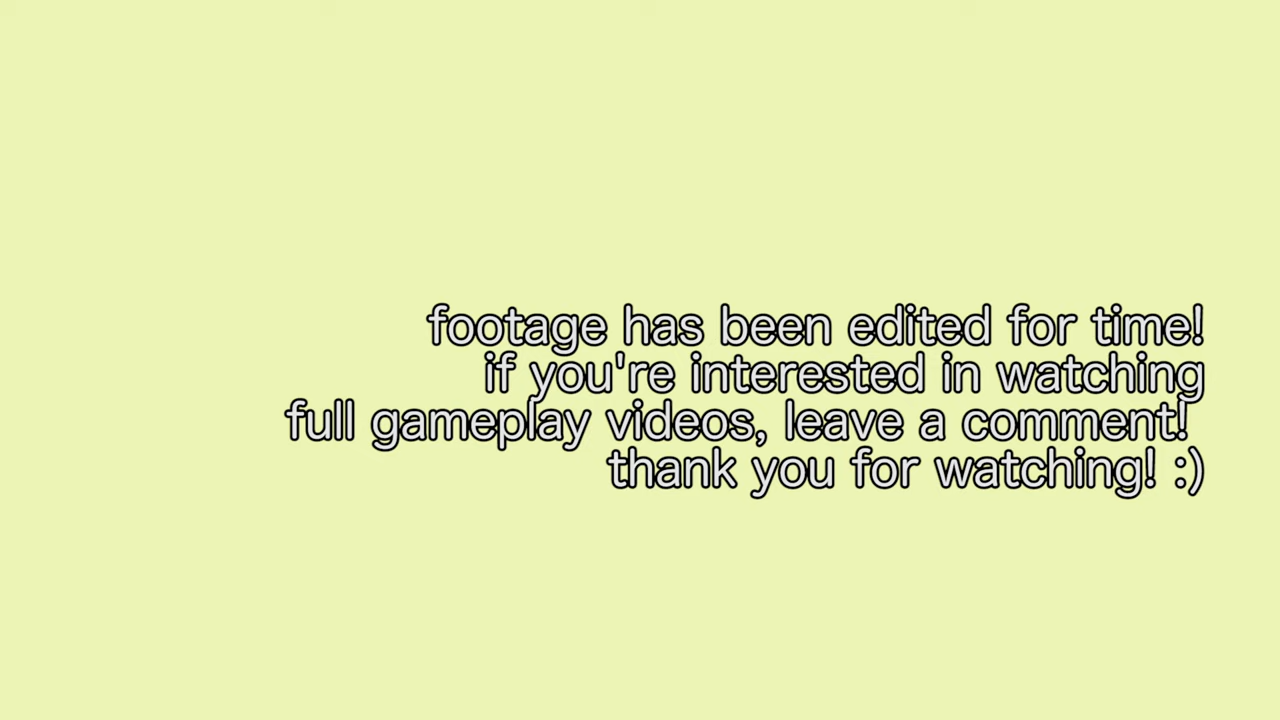 footage has been edited for time!
if you're interested in watching
full gameplay videos, leave a comment!
thank you for watching! :)